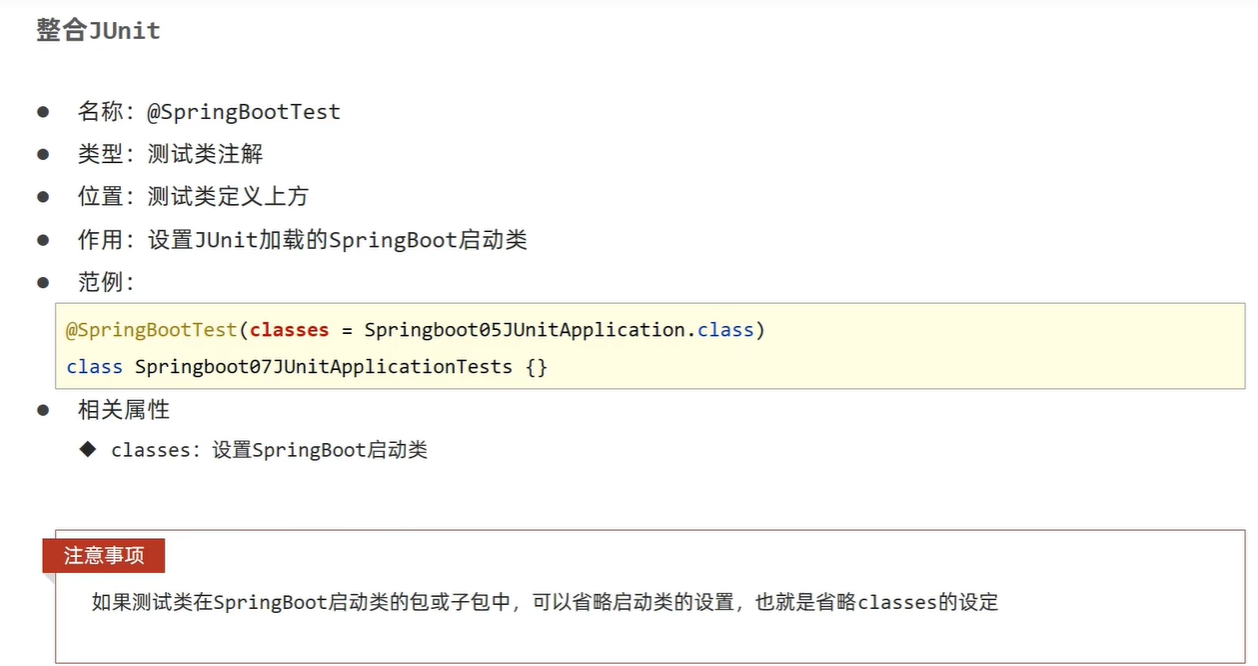 整合JUnit
● 名称：@SpringBootTest
● 类型：测试类注解
● 位置：测试类定义上方
● 作用：设置JUnit加载的SpringBoot启动类
● 范例：
@SpringBootTest(classes = Springboot05JUnitApplication.class)
class Springboot07JUnitApplicationTests {}
● 相关属性
◆ classes：设置SpringBoot启动类
注意事项
如果测试类在SpringBoot启动类的包或子包中，可以省略启动类的设置，也就是省略classes的设定